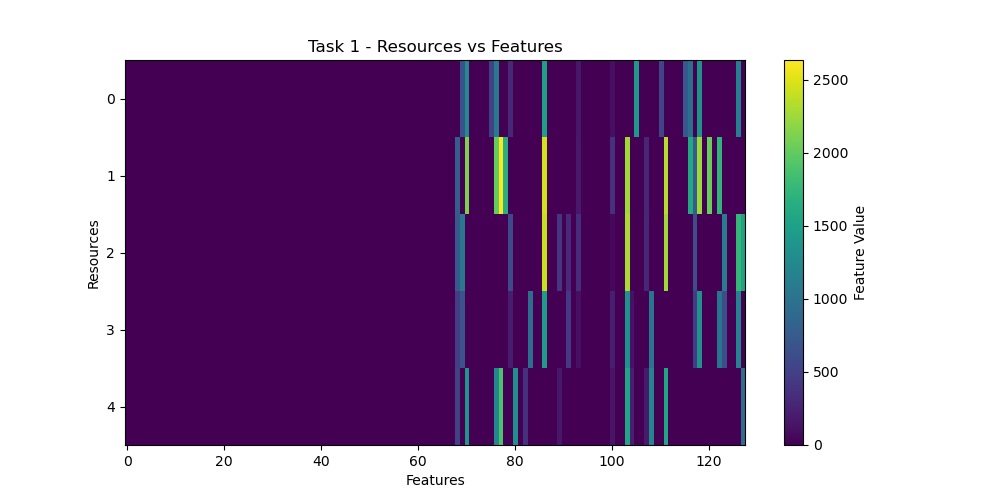 Task 1 - Resources vs Features
Resources
0
1
2
3
4
0 20 40 60 80 100 120
Features
2500
2000
1500
1000
500
0
Feature Value